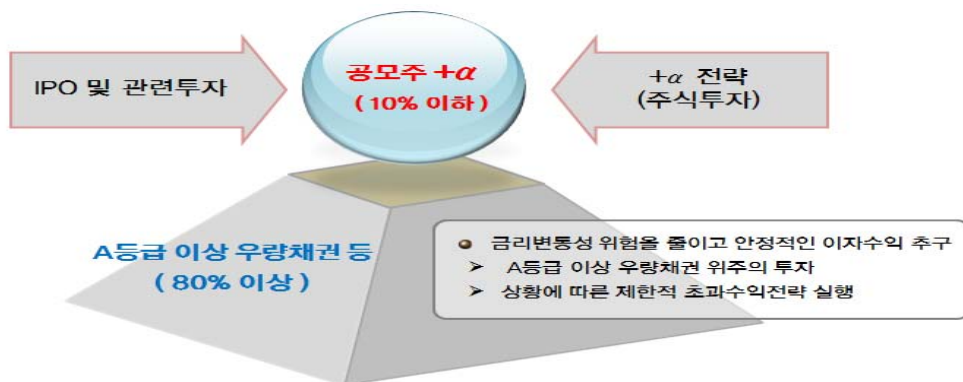 IPO 및 관련투자
공모주 +α
( 10% 이하 )
+α 전략
(주식투자)
A등급 이상 우량채권 등
( 80% 이상 )
금리변동성 위험을 줄이고 안정적인 이자수익 추구
➢ A등급 이상 우량채권 위주의 투자
➢ 상황에 따른 제한적 초과수익전략 실행